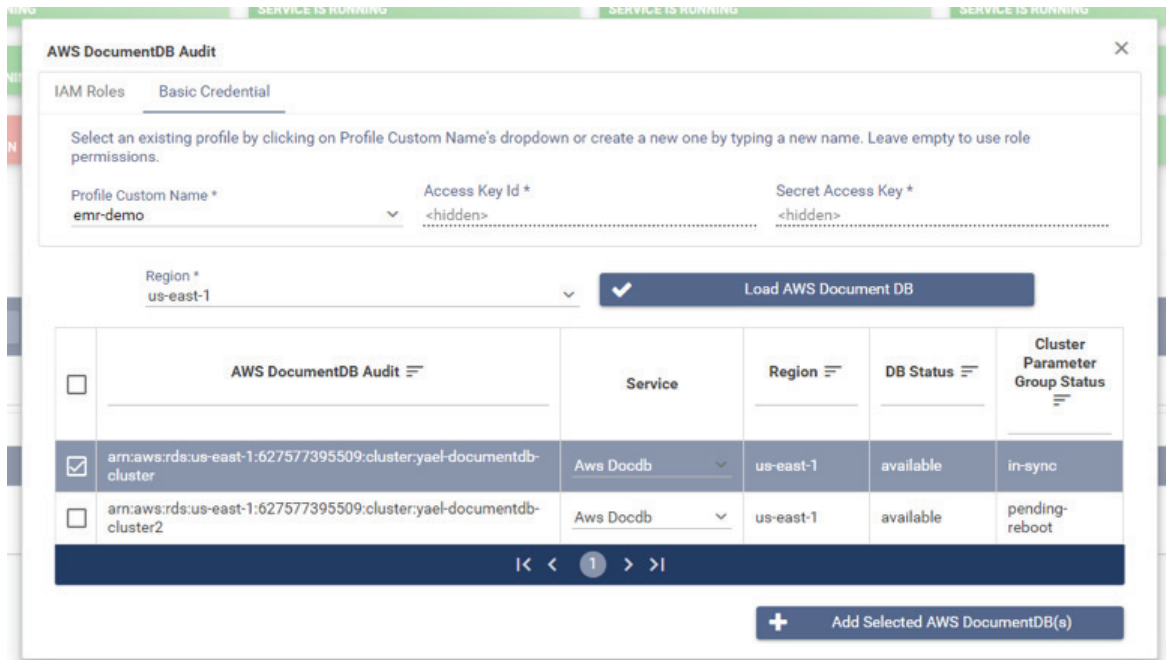 NING
SERVICE IS RUNNING
SERVICE IS RUNNING
SERVICE IS RUNNING
AWS DocumentDB Audit
IAM Roles
Basic Credential
Select an existing profile by clicking on Profile Custom Name's dropdown or create a new one by typing a new name. Leave empty to use role
permissions.
Profile Custom Name *
emr-demo
Access Key Id *
<hidden>
Secret Access Key *
<hidden>
Region *
us-east-1
Load AWS Document DB
AWS DocumentDB Audit
Service
Region
DB Status
Cluster
Parameter
Group Status
arn:aws:rds:us-east-1:627577395509:cluster:yael-documentdb-
cluster
Aws Docdb
us-east-1
available
in-sync
arn:aws:rds:us-east-1:627577395509:cluster:yael-documentdb-
cluster2
Aws Docdb
us-east-1
available
pending-
reboot
1
Add Selected AWS DocumentDB(s)